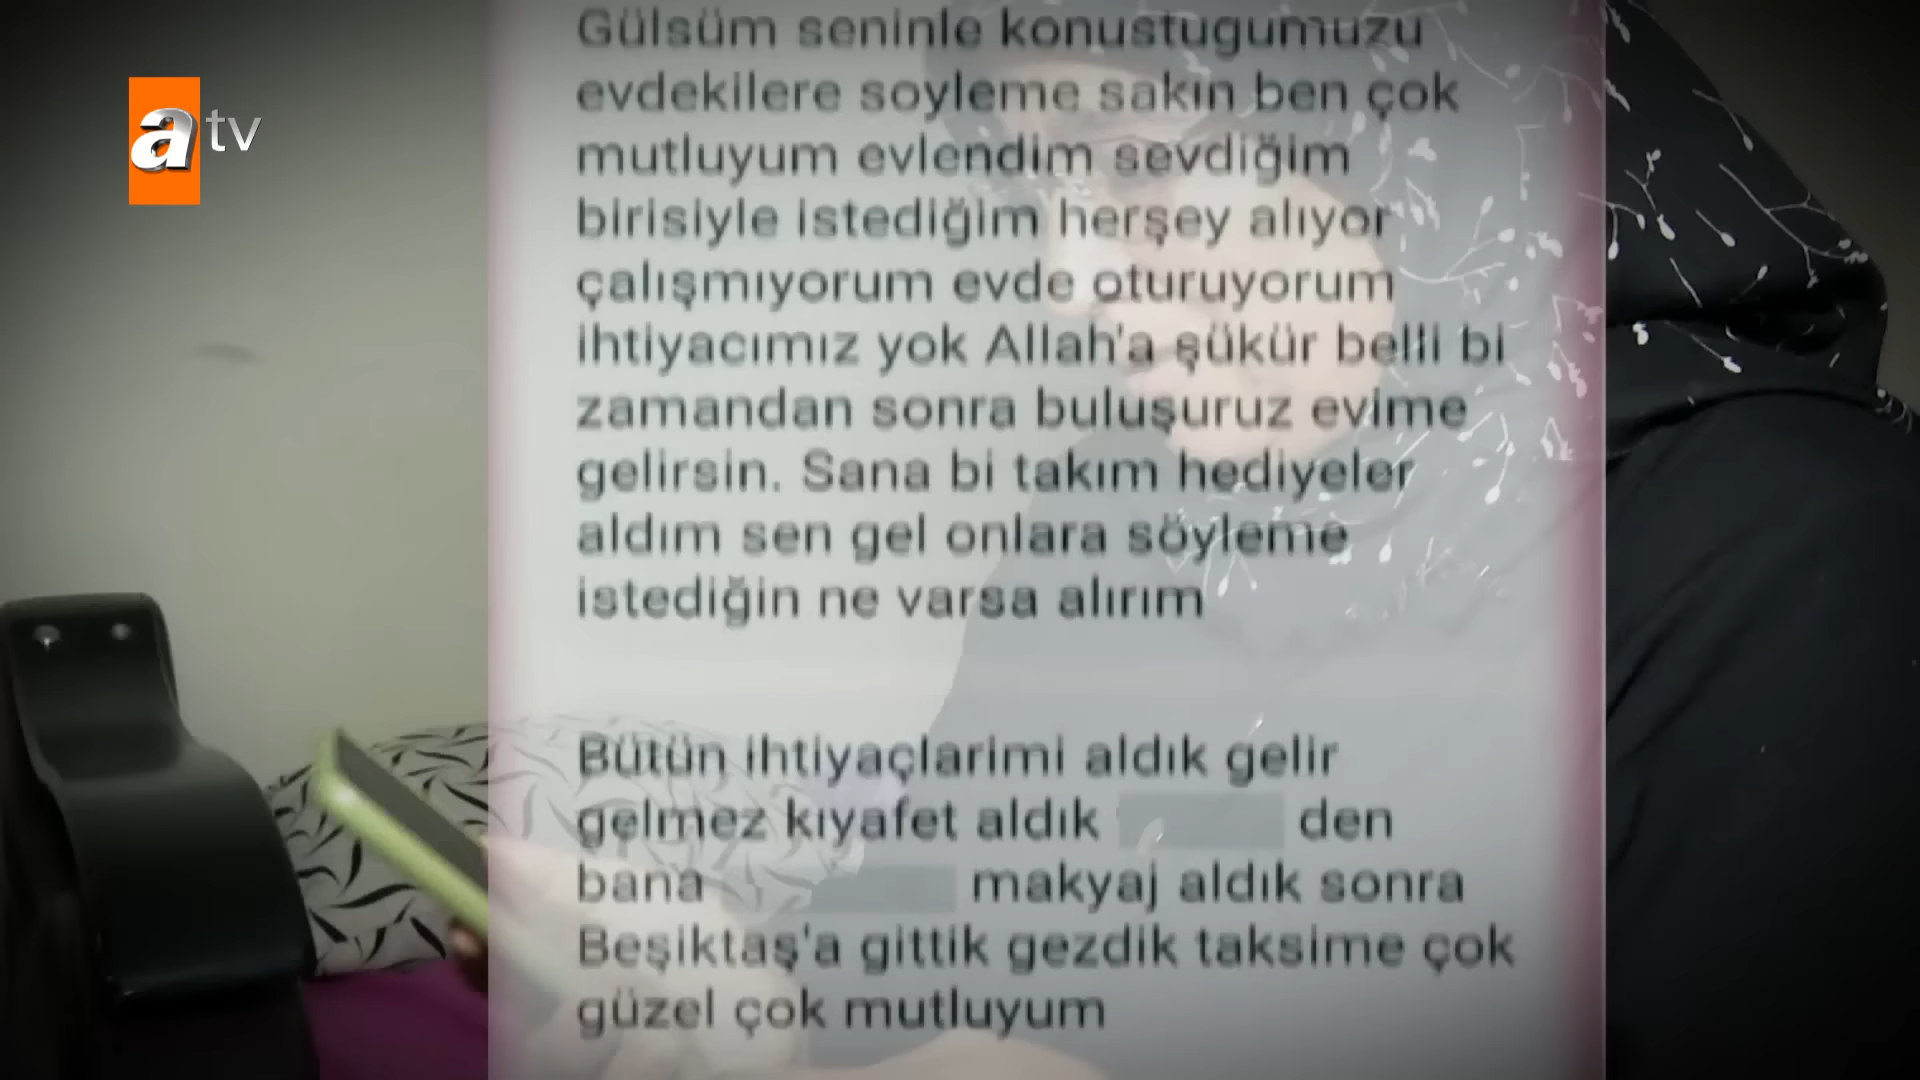 atv
Gülsüm seninle konustugumuzu
evdekilere soyleme sakın ben çok
mutluyum evlendim sevdiğim
birisiyle istediğim herşey alıyor
çalışmıyorum evde oturuyorum
ihtiyacımız yok Allah'a şükür belli bi
zamandan sonra buluşuruz evime
gelirsin. Sana bi takım hediyeler
aldım sen gel onlara söyleme
istediğin ne varsa alırım
Bütün ihtiyaçlarimi aldık gelir
gelmez kıyafet aldık den
bana makyaj aldık sonra
Beşiktaş'a gittik gezdik taksime çok
güzel çok mutluyum